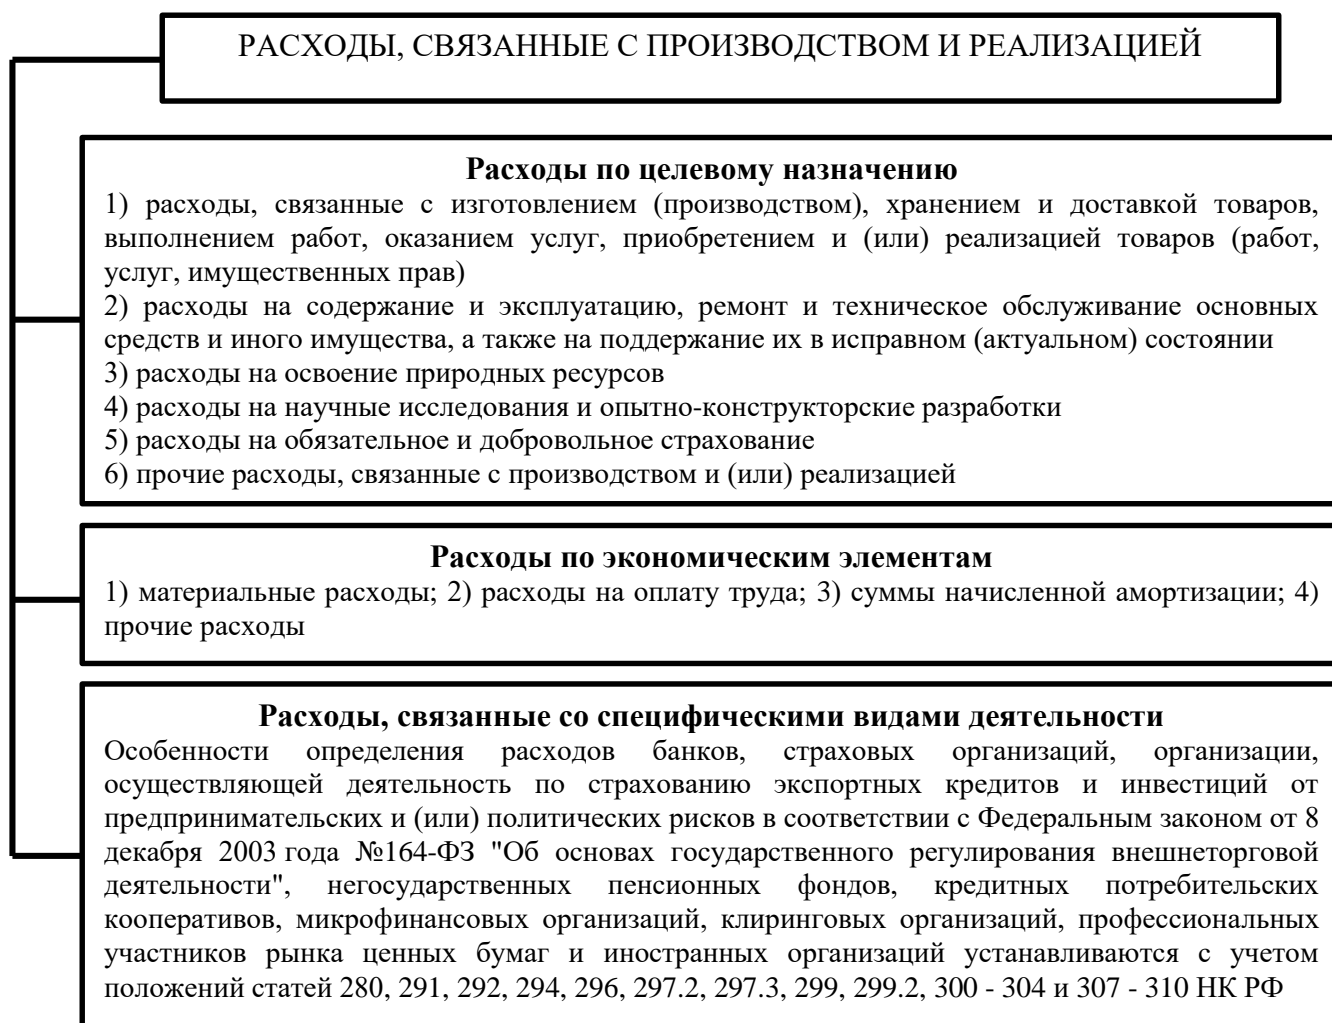 РАСХОДЫ, СВЯЗАННЫЕ С ПРОИЗВОДСТВОМ И РЕАЛИЗАЦИЕЙ
Расходы по целевому назначению
1) расходы, связанные с изготовлением (производством), хранением и доставкой товаров,
выполнением работ, оказанием услуг, приобретением и (или) реализацией товаров (работ,
услуг, имущественных прав)
2) расходы на содержание и эксплуатацию, ремонт и техническое обслуживание основных
средств и иного имущества, а также на поддержание их в исправном (актуальном) состоянии
3) расходы на освоение природных ресурсов
4) расходы на научные исследования и опытно-конструкторские разработки
5) расходы на обязательное и добровольное страхование
6) прочие расходы, связанные с производством и (или) реализацией
Расходы по экономическим элементам
1) материальные расходы; 2) расходы на оплату труда; 3) суммы начисленной амортизации; 4)
прочие расходы
Расходы, связанные со специфическими видами деятельности
Особенности определения расходов банков, страховых организаций, организации,
осуществляющей деятельность по страхованию экспортных кредитов и инвестиций от
предпринимательских и (или) политических рисков в соответствии с Федеральным законом от 8
декабря 2003 года №164-ФЗ "Об основах государственного регулирования внешнеторговой
деятельности", негосударственных пенсионных фондов, кредитных потребительских
кооперативов, микрофинансовых организаций, клиринговых организаций, профессиональных
участников рынка ценных бумаг и иностранных организаций устанавливаются с учетом
положений статей 280, 291, 292, 294, 296, 297.2, 297.3, 299, 299.2, 300 - 304 и 307 - 310 НК РФ